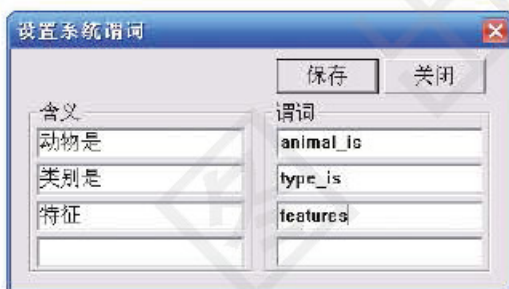 设置系统谓词
保存 关闭
含义 谓词
动物是 animal_is
类别是 type_is
特征 features